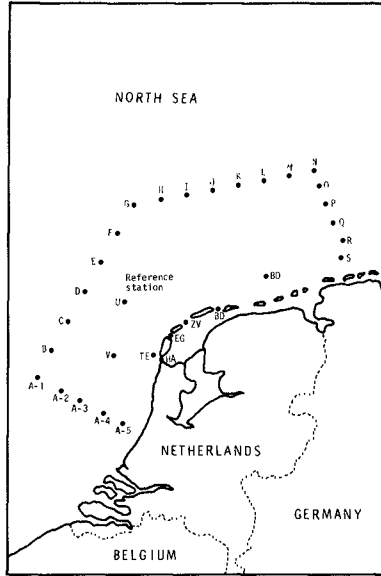 NORTH SEA
N
M
L
K
J
I
H
G
O
P
Q
R
S
F
E
D
Reference
station
U
BD
BD
ZV
EG
C
B
V
TE
HA
A-1
A-2
A-3
A-4
A-5
NETHERLANDS
GERMANY
BELGIUM